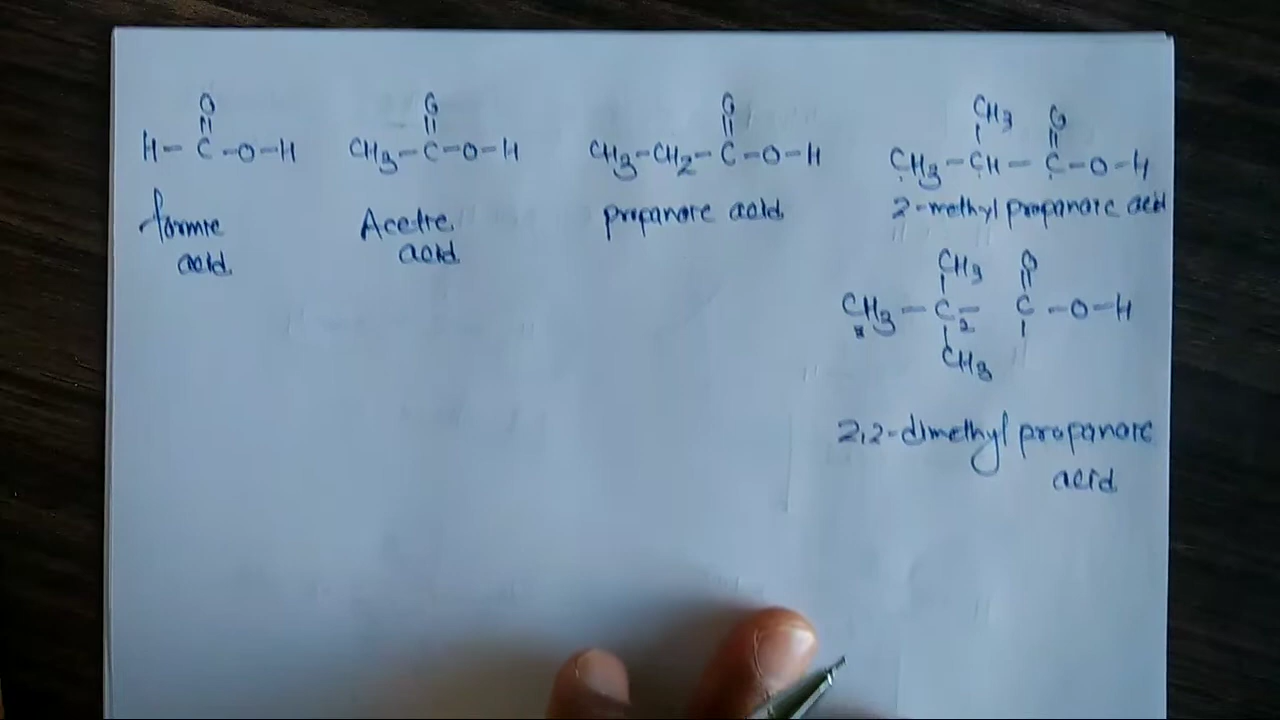 O O O CH3 O
H-C-O-H CH3-C-O-H CH3-CH2-C-O-H CH3-CH-C-O-H
formic Acetic propanoic acid 2-methyl propanoic acid
acid acid
CH3 O
CH3-C- C-O-H
2
CH3
2,2-dimethyl propanoic
acid